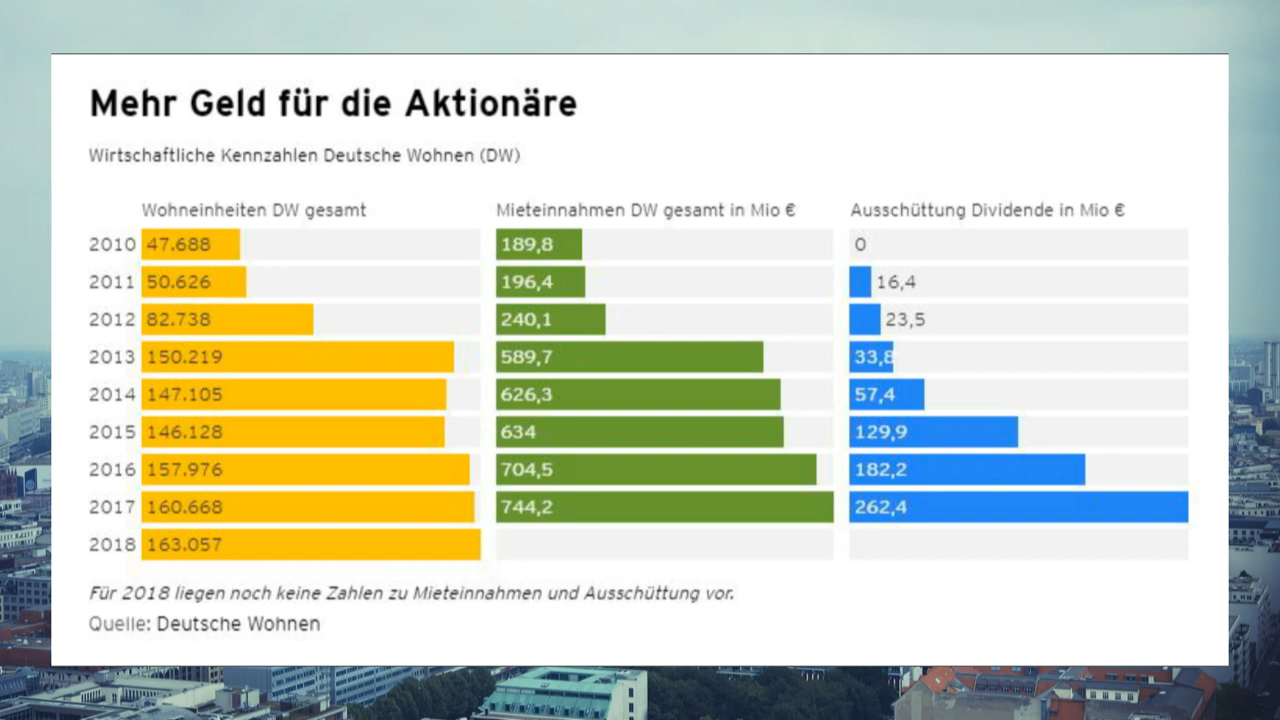 Mehr Geld für die Aktionäre
Wirtschaftliche Kennzahlen Deutsche Wohnen (DW)
Wohneinheiten DW gesamt Mieteinnahmen DW gesamt in Mio € Ausschüttung Dividende in Mio €
2010 47.688 189,8 0
2011 50.626 196,4 16,4
2012 82.738 240,1 23,5
2013 150.219 589,7 33,8
2014 147.105 626,3 57,4
2015 146.128 634 129,9
2016 157.976 704,5 182,2
2017 160.668 744,2 262,4
2018 163.057
Für 2018 liegen noch keine Zahlen zu Mieteinnahmen und Ausschüttung vor.
Quelle: Deutsche Wohnen